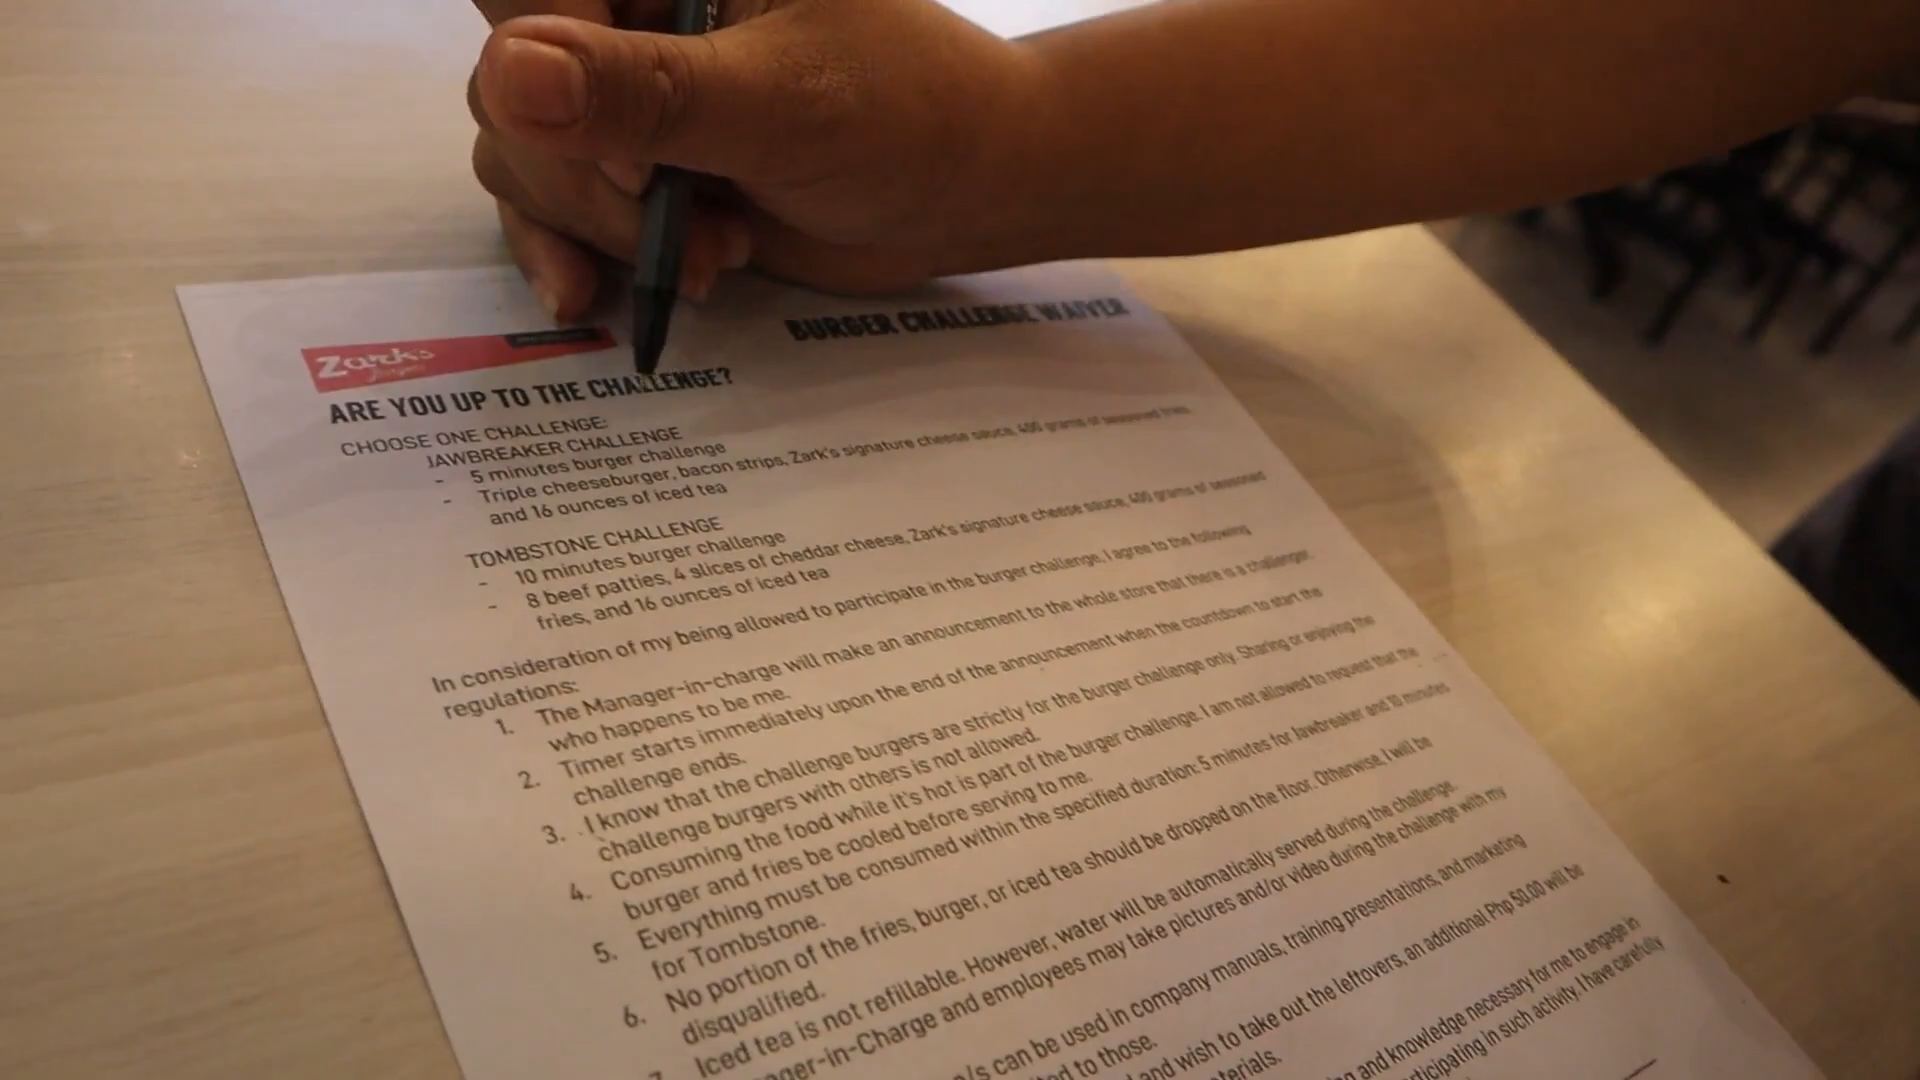 BURGER CHALLENGE WAIVER
Zark's
ARE YOU UP TO THE CHALLENGE?
CHOOSE ONE CHALLENGE:
JAWBREAKER CHALLENGE
- 5 minutes burger challenge
- Triple cheeseburger, bacon strips, Zark's signature cheese sauce, 400 grams of seasoned fries,
and 16 ounces of iced tea
TOMBSTONE CHALLENGE
- 10 minutes burger challenge
- 8 beef patties, 4 slices of cheddar cheese, Zark's signature cheese sauce, 400 grams of seasoned
fries, and 16 ounces of iced tea
In consideration of my being allowed to participate in the burger challenge, I agree to the following
regulations:
1. The Manager-in-charge will make an announcement to the whole store that there is a challenger,
who happens to be me.
2. Timer starts immediately upon the end of the announcement when the countdown to start the
challenge ends.
3. I know that the challenge burgers are strictly for the burger challenge only. Sharing or enjoying the
challenge burgers with others is not allowed.
4. Consuming the food while it's hot is part of the burger challenge. I am not allowed to request that the
burger and fries be cooled before serving to me.
5. Everything must be consumed within the specified duration: 5 minutes for Jawbreaker and 10 minutes
for Tombstone.
6. No portion of the fries, burger, or iced tea should be dropped on the floor. Otherwise, I will be
disqualified.
7. Iced tea is not refillable. However, water will be automatically served during the challenge.
ager-in-Charge and employees may take pictures and/or video during the challenge with my
/s can be used in company manuals, training presentations, and marketing
ted to those.
and wish to take out the leftovers, an additional Php 50.00 will be
terials.
ng and knowledge necessary for me to engage in
rticipating in such activity. I have carefully